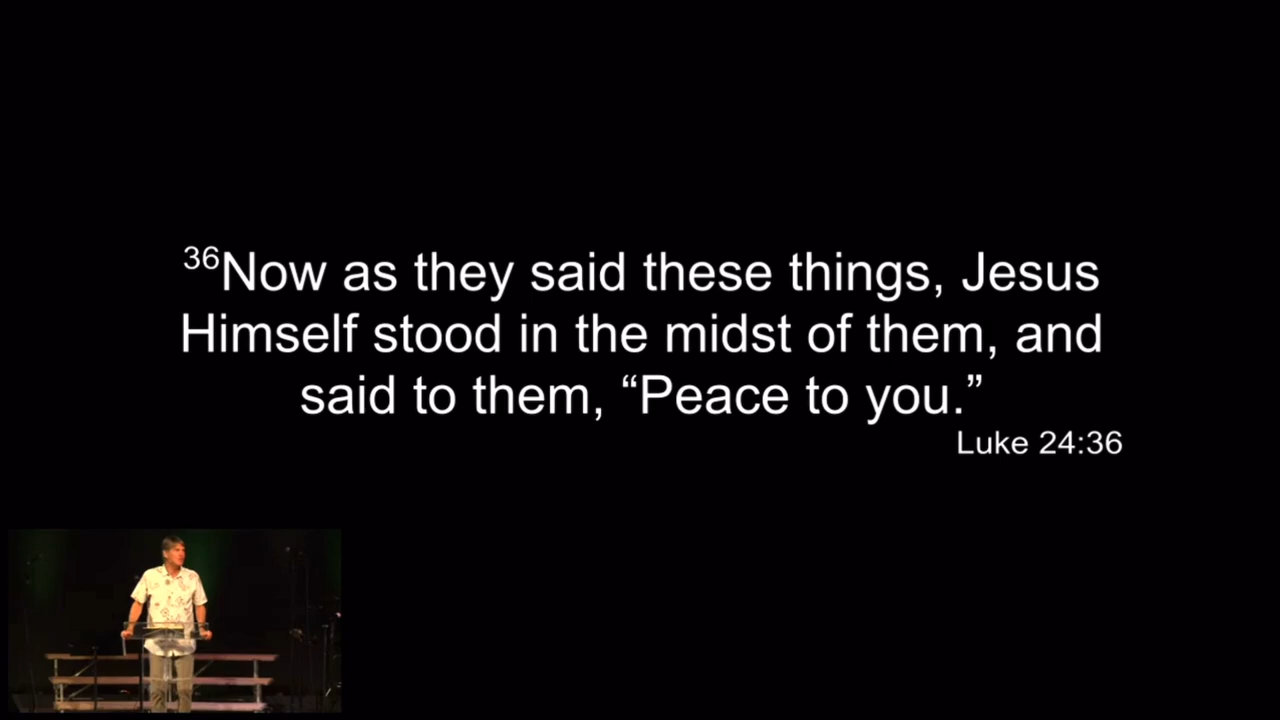 36Now as they said these things, Jesus
Himself stood in the midst of them, and
said to them, “Peace to you.”
Luke 24:36